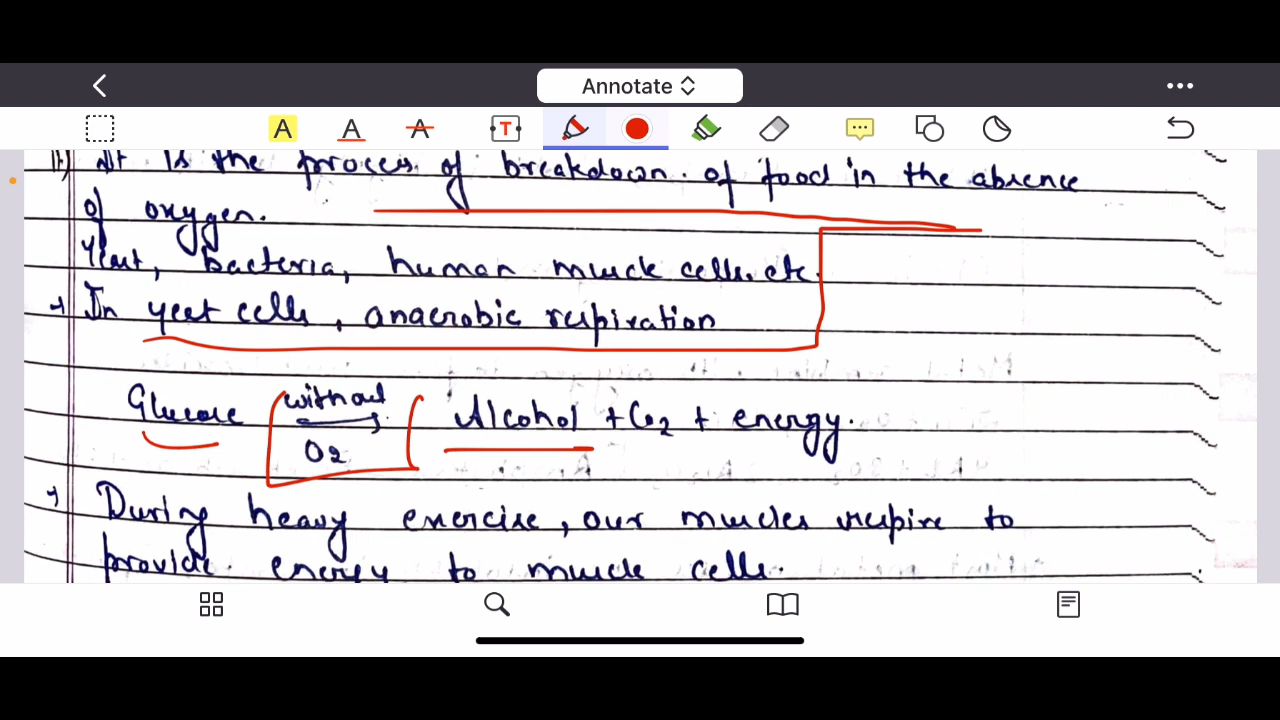 Annotate
A A A T
It is the process of breakdown. of food in the absence
of oxygen.
Yeast, bacteria, human muscle cells. etc.
→ In yeat cells, anaerobic respiration
Glucose without O2 → Alcohol + Co2 + energy.
→ During heavy exercise, our muscles respire to
provide. energy to muscle cells.